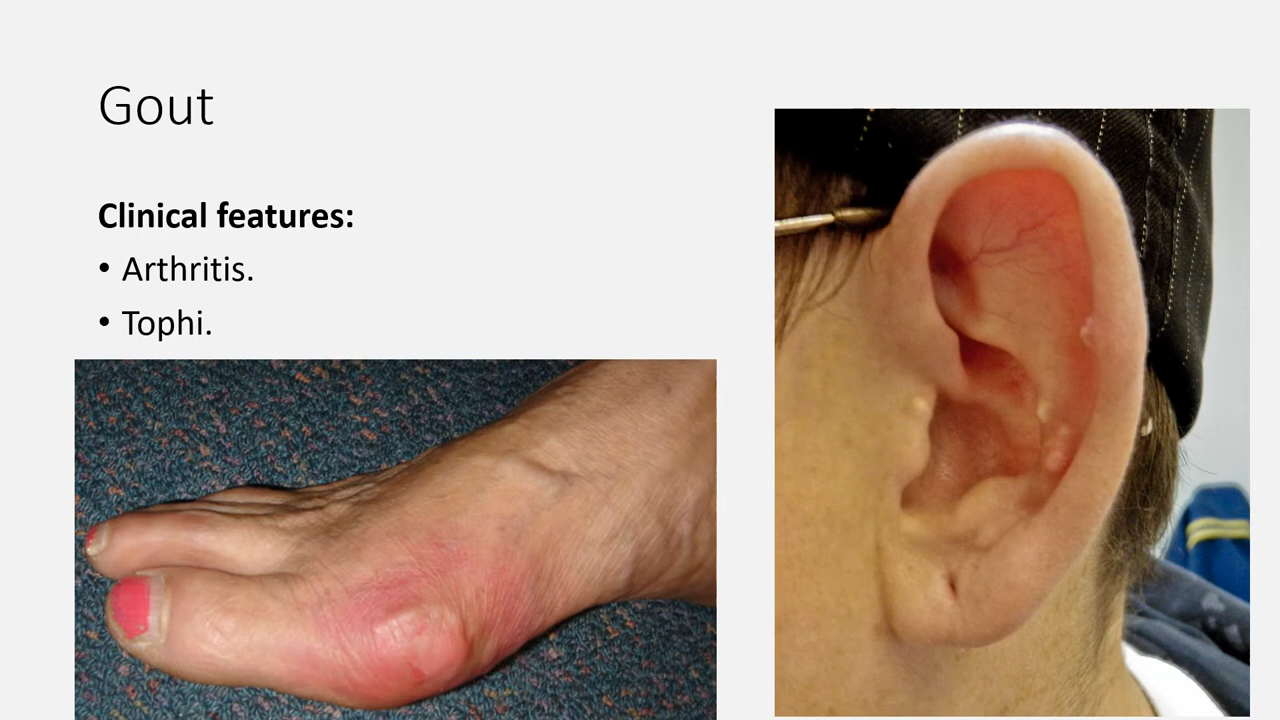 Gout
Clinical features:
• Arthritis.
• Tophi.